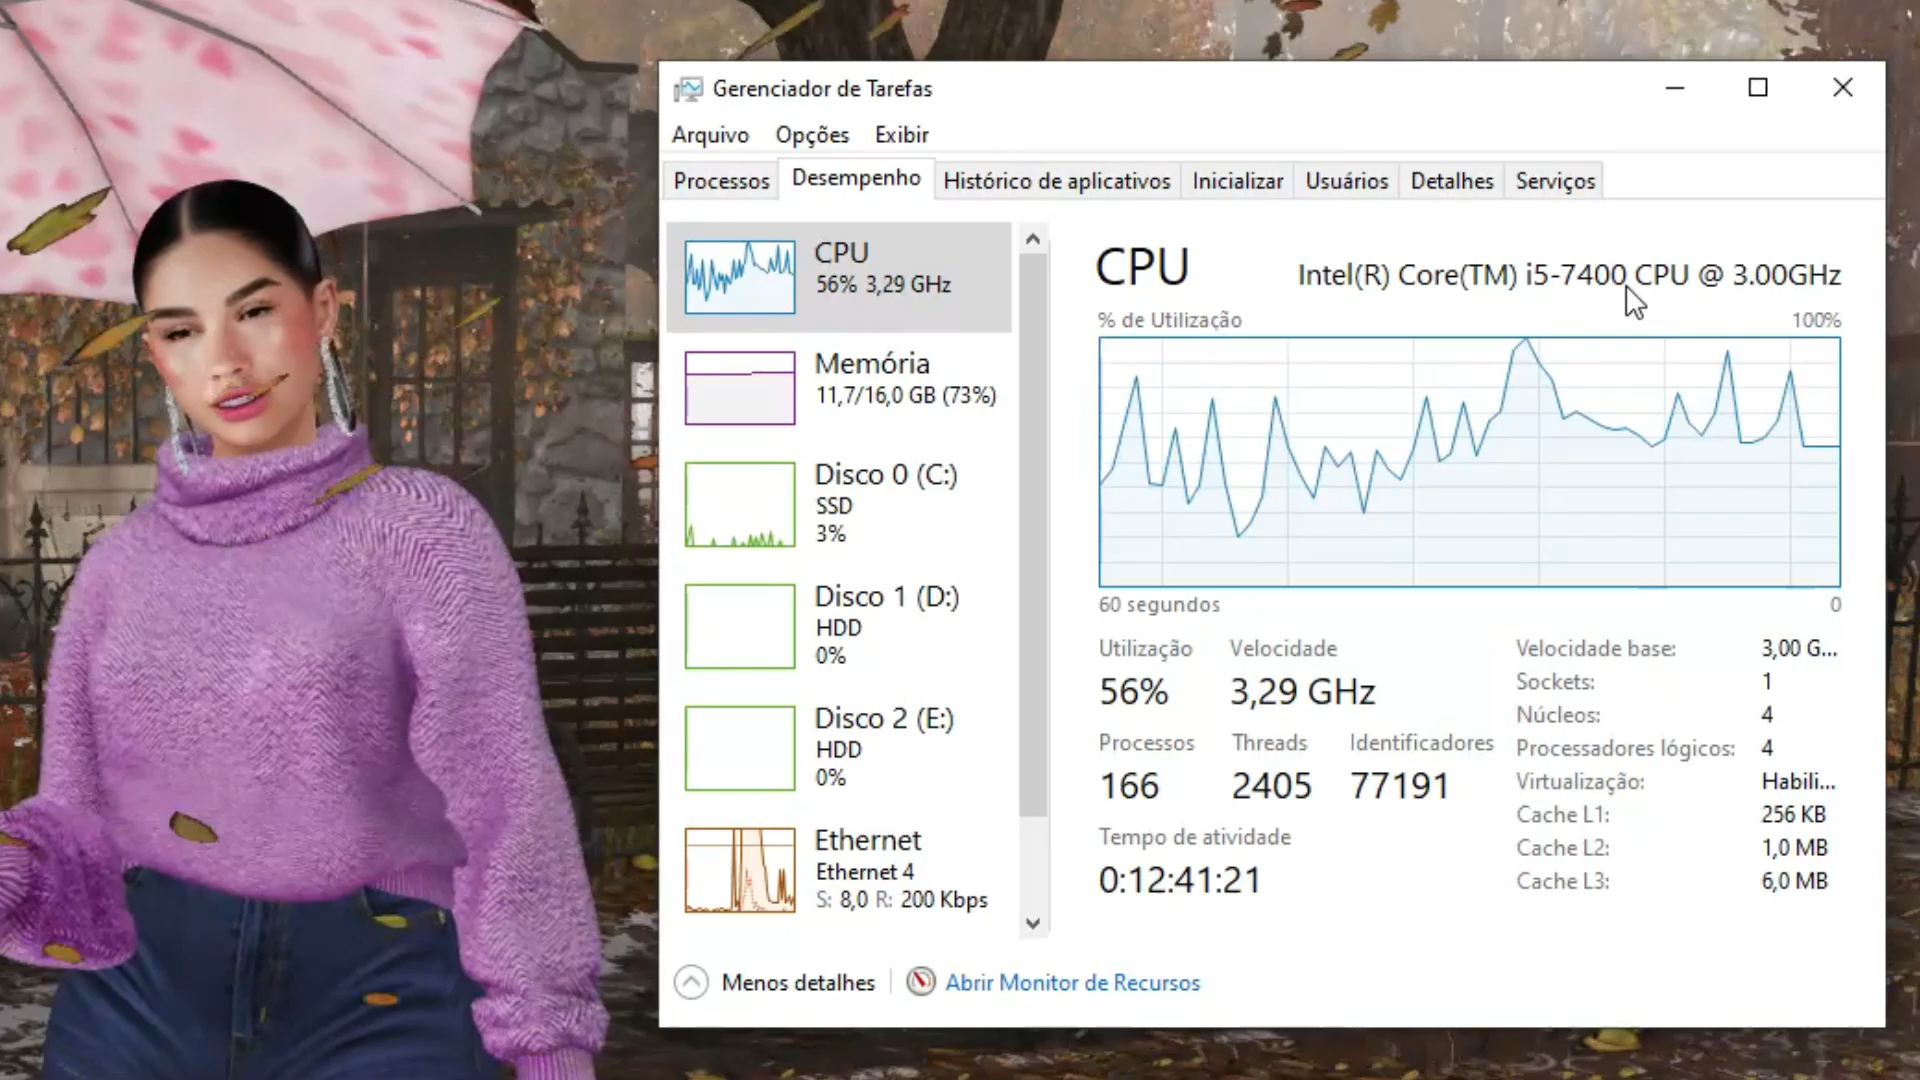 Gerenciador de Tarefas
Arquivo Opções Exibir
Processos Desempenho Histórico de aplicativos Inicializar Usuários Detalhes Serviços
CPU
56% 3,29 GHz
Memória
11,7/16,0 GB (73%)
Disco 0 (C:)
SSD
3%
Disco 1 (D:)
HDD
0%
Disco 2 (E:)
HDD
0%
Ethernet
Ethernet 4
S: 8,0 R: 200 Kbps
CPU Intel(R) Core(TM) i5-7400 CPU @ 3.00GHz
% de Utilização 100%
60 segundos 0
Utilização Velocidade
56% 3,29 GHz
Processos Threads Identificadores
166 2405 77191
Tempo de atividade
0:12:41:21
Velocidade base: 3,00 G...
Sockets: 1
Núcleos: 4
Processadores lógicos: 4
Virtualização: Habili...
Cache L1: 256 KB
Cache L2: 1,0 MB
Cache L3: 6,0 MB
Menos detalhes Abrir Monitor de Recursos